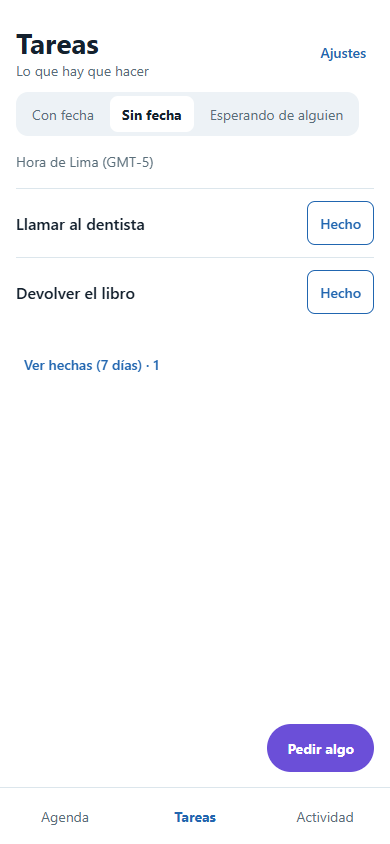 Tareas
Ajustes
Lo que hay que hacer
Con fecha
Sin fecha
Esperando de alguien
Hora de Lima (GMT-5)
Llamar al dentista
Hecho
Devolver el libro
Hecho
Ver hechas (7 días) · 1
Pedir algo
Agenda
Tareas
Actividad